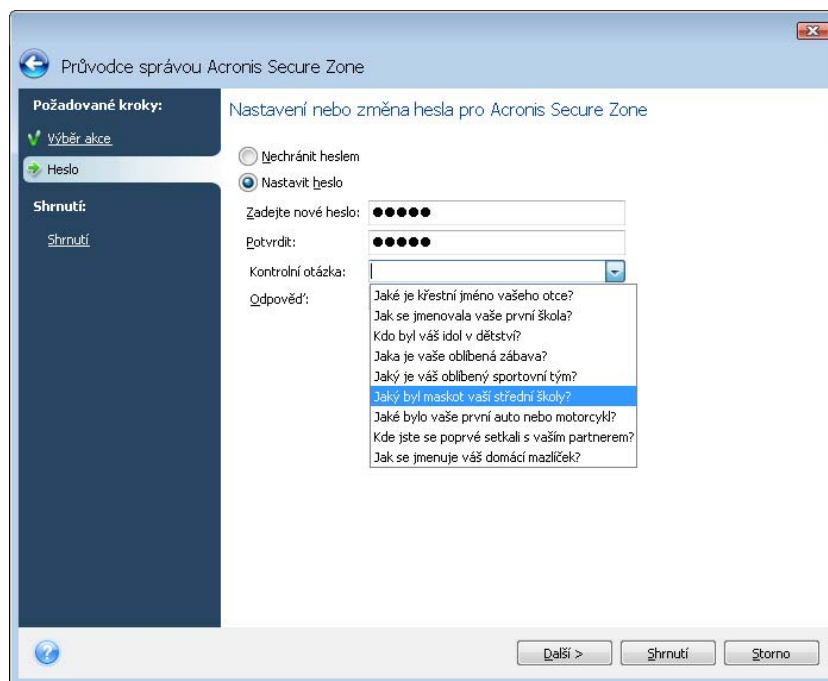 Průvodce správou Acronis Secure Zone
Požadované kroky:
Výběr akce
Heslo
Shrnutí:
Shrnutí
Nastavení nebo změna hesla pro Acronis Secure Zone
Nechránit heslem
Nastavit heslo
Zadejte nové heslo: ●●●●●
Potvrdit: ●●●●●
Kontrolní otázka:
Odpověď:
Jaké je křestní jméno vašeho otce?
Jak se jmenovala vaše první škola?
Kdo byl váš idol v dětství?
Jaka je vaše oblíbená zábava?
Jaký je váš oblíbený sportovní tým?
Jaký byl maskot vaší střední školy?
Jaké bylo vaše první auto nebo motorcykl?
Kde jste se poprvé setkali s vaším partnerem?
Jak se jmenuje váš domácí mazlíček?
Další >
Shrnutí
Storno